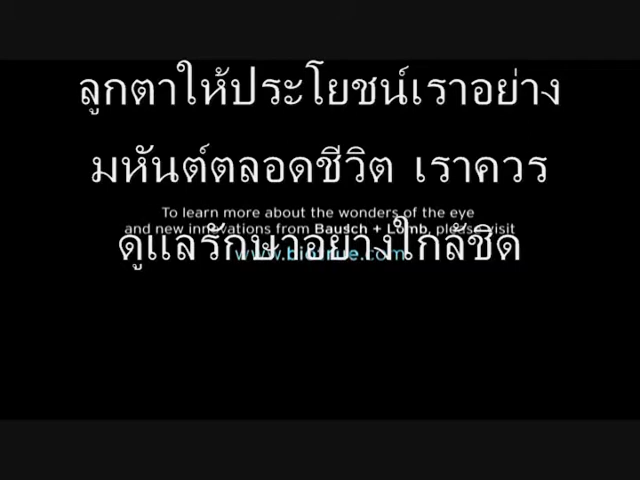 ลูกตาให้ประโยชน์เราอย่าง
มหันต์ตลอดชีวิต เราควร
To learn more about the wonders of the eye
and new innovations from Bausch + Lomb, please visit
ดูแลรักษาอย่างใกล้ชิด
www.biotrue.com